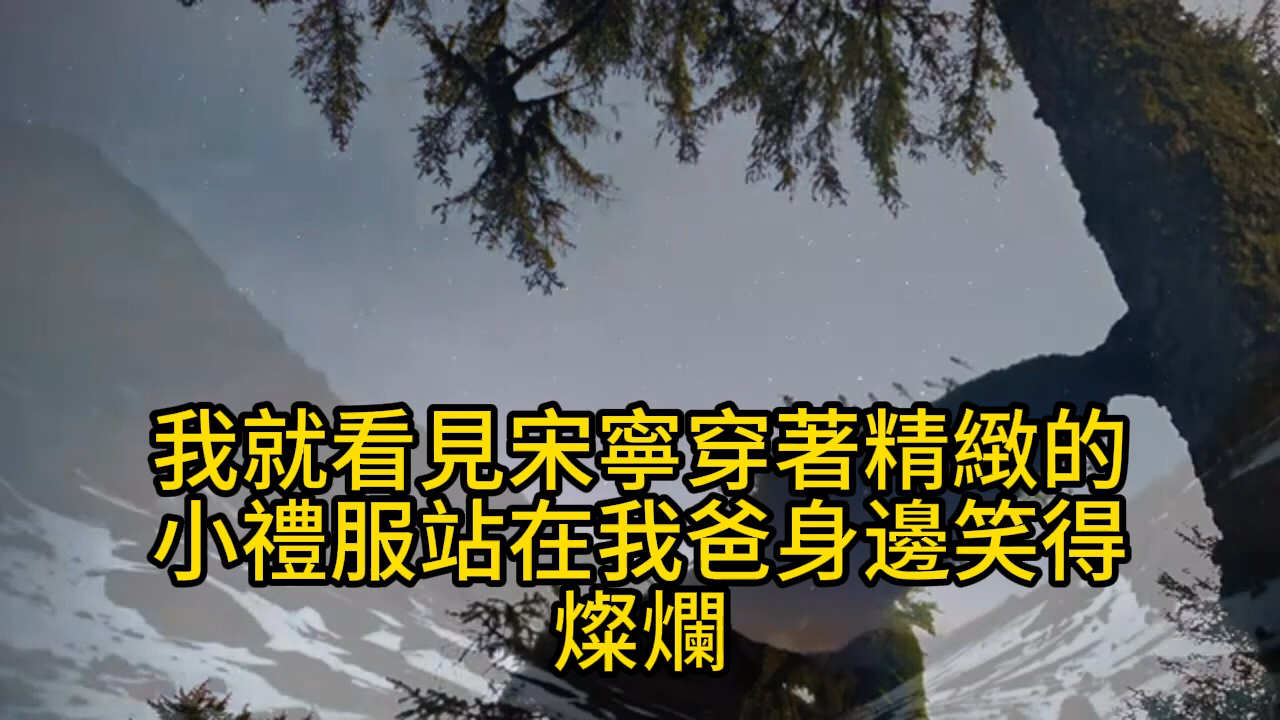 我就看見宋寧穿著精緻的
小禮服站在我爸身邊笑得
燦爛